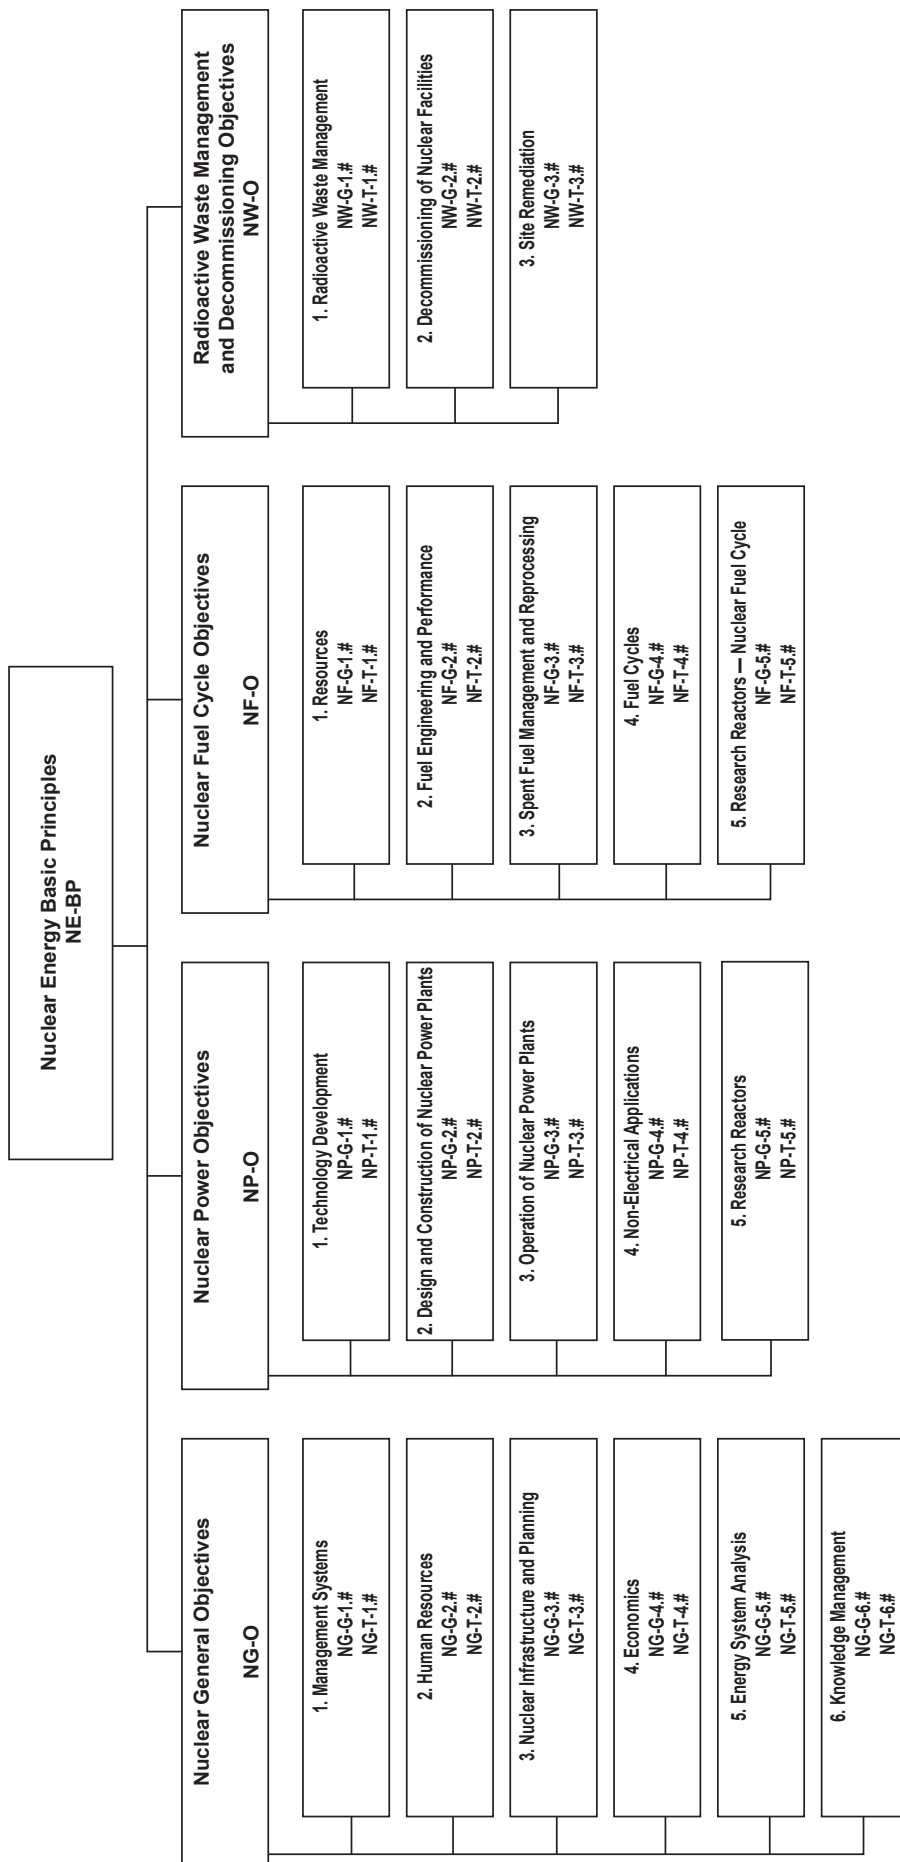 Nuclear Energy Basic Principles
NE-BP
Nuclear General Objectives
NG-O
1. Management Systems
NG-G-1.#
NG-T-1.#
2. Human Resources
NG-G-2.#
NG-T-2.#
3. Nuclear Infrastructure and Planning
NG-G-3.#
NG-T-3.#
4. Economics
NG-G-4.#
NG-T-4.#
5. Energy System Analysis
NG-G-5.#
NG-T-5.#
6. Knowledge Management
NG-G-6.#
NG-T-6.#
Nuclear Power Objectives
NP-O
1. Technology Development
NP-G-1.#
NP-T-1.#
2. Design and Construction of Nuclear Power Plants
NP-G-2.#
NP-T-2.#
3. Operation of Nuclear Power Plants
NP-G-3.#
NP-T-3.#
4. Non-Electrical Applications
NP-G-4.#
NP-T-4.#
5. Research Reactors
NP-G-5.#
NP-T-5.#
Nuclear Fuel Cycle Objectives
NF-O
1. Resources
NF-G-1.#
NF-T-1.#
2. Fuel Engineering and Performance
NF-G-2.#
NF-T-2.#
3. Spent Fuel Management and Reprocessing
NF-G-3.#
NF-T-3.#
4. Fuel Cycles
NF-G-4.#
NF-T-4.#
5. Research Reactors — Nuclear Fuel Cycle
NF-G-5.#
NF-T-5.#
Radioactive Waste Management
and Decommissioning Objectives
NW-O
1. Radioactive Waste Management
NW-G-1.#
NW-T-1.#
2. Decommissioning of Nuclear Facilities
NW-G-2.#
NW-T-2.#
3. Site Remediation
NW-G-3.#
NW-T-3.#